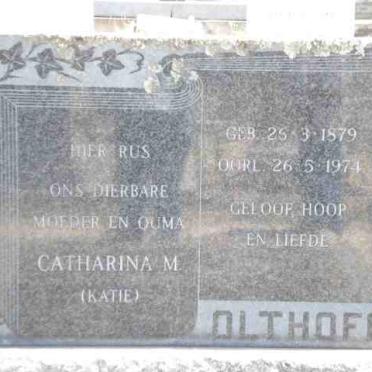 HIER RUS
ONS DIERBARE
MOEDER EN OUMA
CATHARINA M.
(KATIE)
GEB. 25·3·1879
OORL. 26·5·1974
GELOOF, HOOP
EN LIEFDE
OLTHOFF